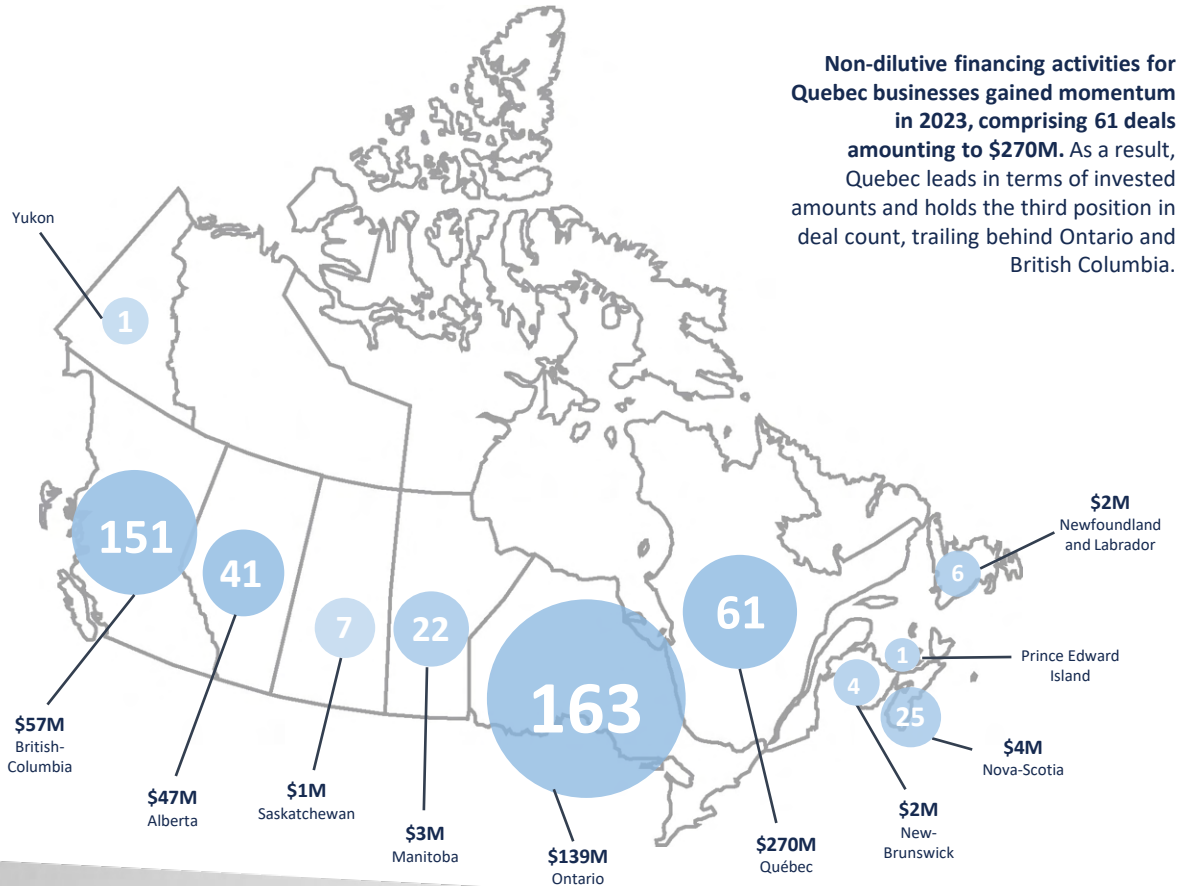 Non-dilutive financing activities for
Quebec businesses gained momentum
in 2023, comprising 61 deals
amounting to $270M. As a result,
Quebec leads in terms of invested
amounts and holds the third position in
deal count, trailing behind Ontario and
British Columbia.
Yukon
1
151
$57M
British-
Columbia
41
$47M
Alberta
7
$1M
Saskatchewan
22
$3M
Manitoba
163
$139M
Ontario
61
$270M
Québec
$2M
Newfoundland
and Labrador
6
1
Prince Edward
Island
4
$2M
New-
Brunswick
25
$4M
Nova-Scotia